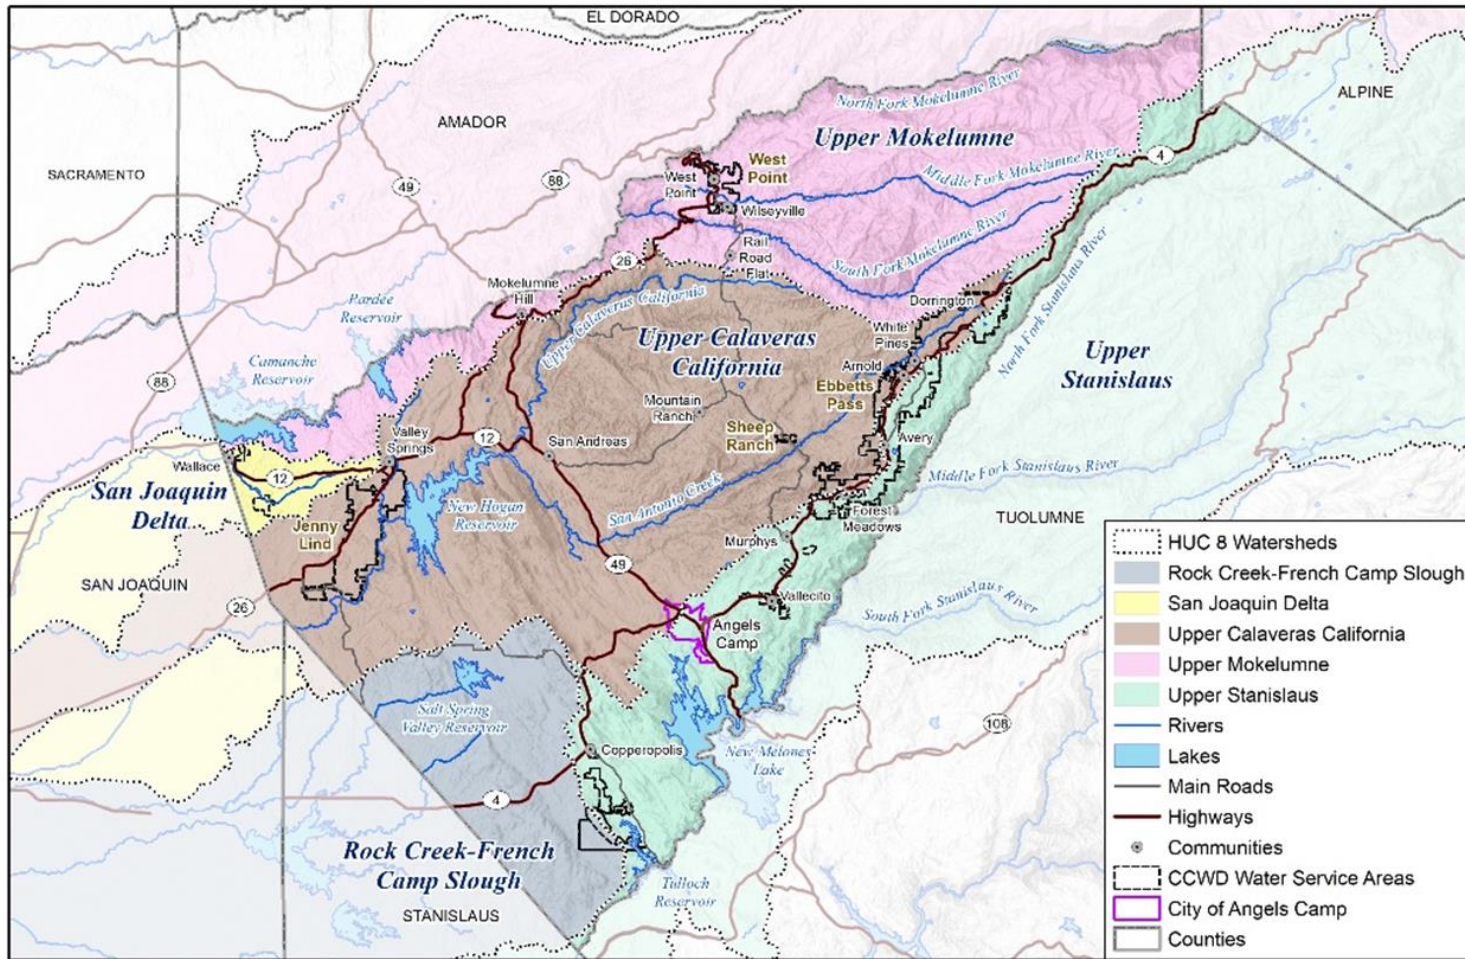 EL DORADO
ALPINE
AMADOR
SACRAMENTO
North Fork Mokelumne River
Upper Mokelumne
4
49
88
West
Point
West
Point
Middle Fork Mokelumne River
Wilseyville
South Fork Mokelumne River
Rail
Road
Flat
26
Mokelumne
Hill
Pardee
Reservoir
Upper Calaveras California
Dorrington
North Fork Stanislaus River
White
Pines
Upper Calaveras
California
Upper
Stanislaus
Camanche
Reservoir
88
Arnold
Ebbetts
Pass
Mountain
Ranch
Sheep
Ranch
Valley
Springs
12
San Andreas
Avery
Wallace
12
Middle Fork Stanislaus River
San Joaquin
Delta
New Hogan
Reservoir
San Antonio Creek
Jenny
Lind
Forest
Meadows
TUOLUMNE
Murphys
SAN JOAQUIN
49
26
Vallecito
South Fork Stanislaus River
Angels
Camp
Salt Spring
Valley Reservoir
108
Copperopolis
New Melones
Lake
4
Rock Creek-French
Camp Slough
Tulloch
Reservoir
STANISLAUS
HUC 8 Watersheds
Rock Creek-French Camp Slough
San Joaquin Delta
Upper Calaveras California
Upper Mokelumne
Upper Stanislaus
Rivers
Lakes
Main Roads
Highways
Communities
CCWD Water Service Areas
City of Angels Camp
Counties